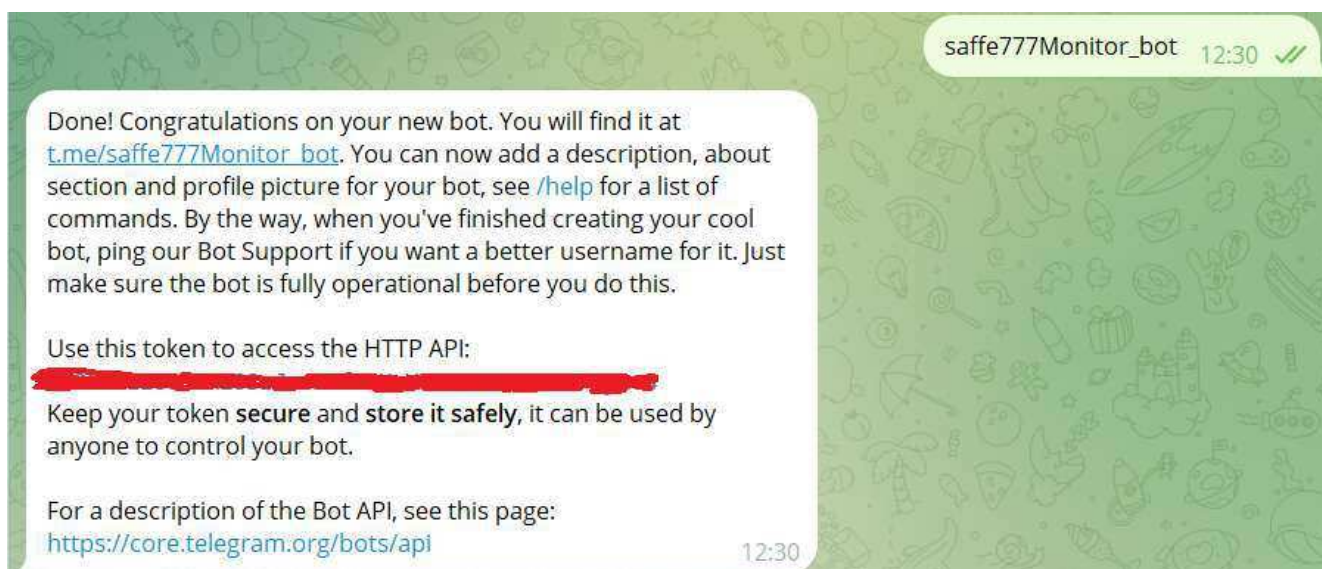 saffe777Monitor_bot 12:30
Done! Congratulations on your new bot. You will find it at
t.me/saffe777Monitor_bot. You can now add a description, about
section and profile picture for your bot, see /help for a list of
commands. By the way, when you've finished creating your cool
bot, ping our Bot Support if you want a better username for it. Just
make sure the bot is fully operational before you do this.
Use this token to access the HTTP API:
Keep your token secure and store it safely, it can be used by
anyone to control your bot.
For a description of the Bot API, see this page:
https://core.telegram.org/bots/api
12:30